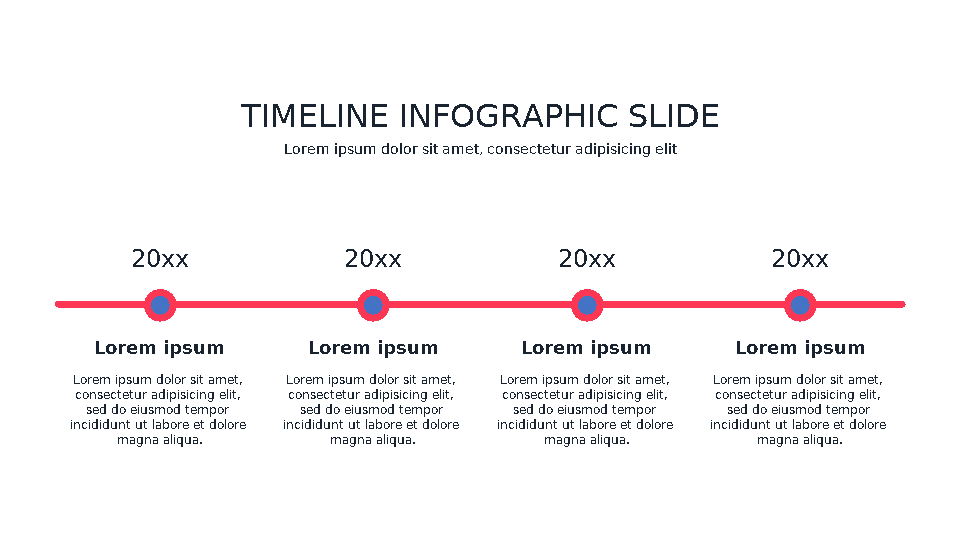 TIMELINE INFOGRAPHIC SLIDE
Lorem ipsum dolor sit amet, consectetur adipisicing elit
20xx
20xx
20xx
20xx
Lorem ipsum
Lorem ipsum dolor sit amet,
consectetur adipisicing elit,
sed do eiusmod tempor
incididunt ut labore et dolore
magna aliqua.
Lorem ipsum
Lorem ipsum dolor sit amet,
consectetur adipisicing elit,
sed do eiusmod tempor
incididunt ut labore et dolore
magna aliqua.
Lorem ipsum
Lorem ipsum dolor sit amet,
consectetur adipisicing elit,
sed do eiusmod tempor
incididunt ut labore et dolore
magna aliqua.
Lorem ipsum
Lorem ipsum dolor sit amet,
consectetur adipisicing elit,
sed do eiusmod tempor
incididunt ut labore et dolore
magna aliqua.